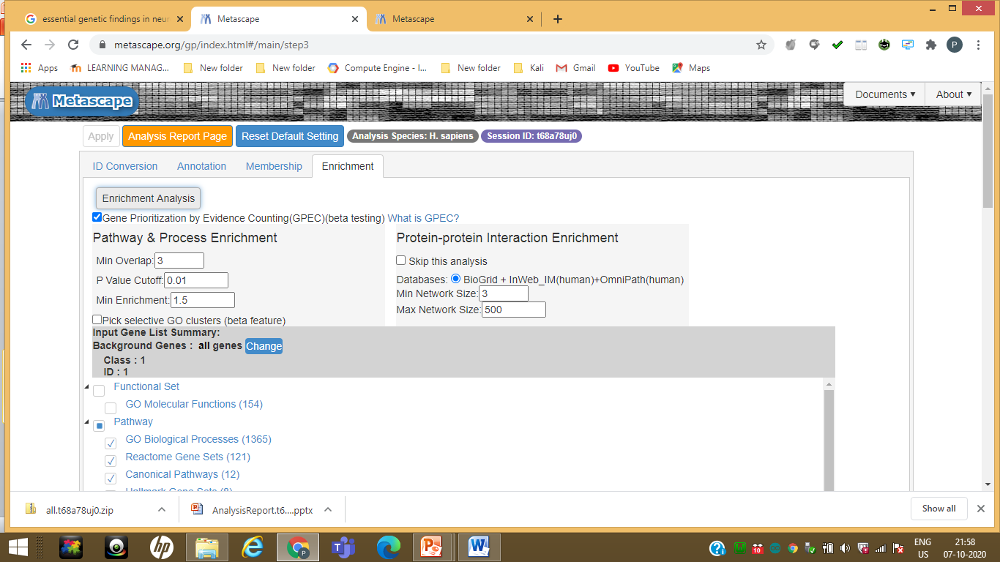 essential genetic findings in neur
Metascape
Metascape
metascape.org/gp/index.html#/main/step3
P
Apps
LEARNING MANAG...
New folder
New folder
Compute Engine - I...
New folder
Kali
Gmail
YouTube
Maps
Metascape
Documents
About
Apply
Analysis Report Page
Reset Default Setting
Analysis Species: H. sapiens
Session ID: t68a78uj0
ID Conversion
Annotation
Membership
Enrichment
Enrichment Analysis
Gene Prioritization by Evidence Counting(GPEC)(beta testing) What is GPEC?
Pathway & Process Enrichment
Min Overlap: 3
P Value Cutoff: 0.01
Min Enrichment: 1.5
Pick selective GO clusters (beta feature)
Protein-protein Interaction Enrichment
Skip this analysis
Databases: BioGrid + InWeb_IM(human)+OmniPath(human)
Min Network Size: 3
Max Network Size: 500
Input Gene List Summary:
Background Genes : all genes Change
Class : 1
ID : 1
Functional Set
GO Molecular Functions (154)
Pathway
GO Biological Processes (1365)
Reactome Gene Sets (121)
Canonical Pathways (12)
Hallmark Gene Sets (8)
all.t68a78uj0.zip
AnalysisReport.t6....pptx
Show all
hp
10
ENG
US
21:58
07-10-2020